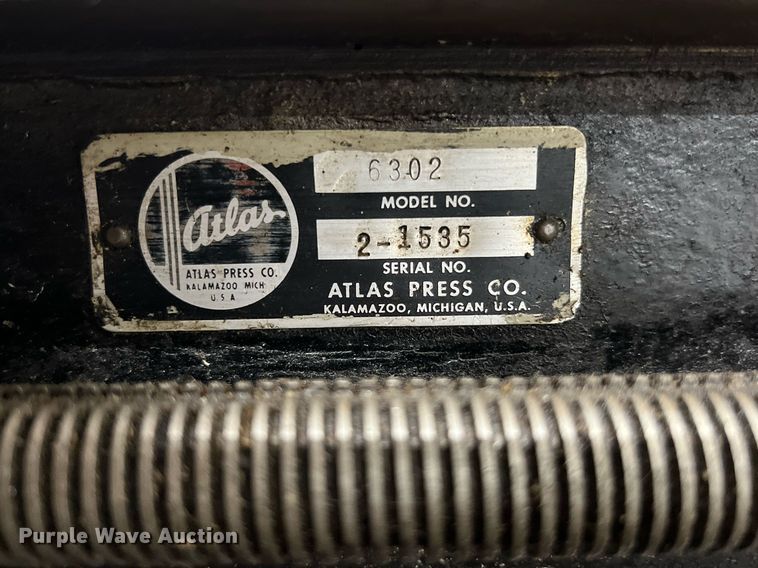 6302
MODEL NO.
2-1535
SERIAL NO.
ATLAS PRESS CO.
KALAMAZOO, MICHIGAN, U.S.A.
Atlas
ATLAS PRESS CO.
KALAMAZOO MICH
U.S.A
Purple Wave Auction